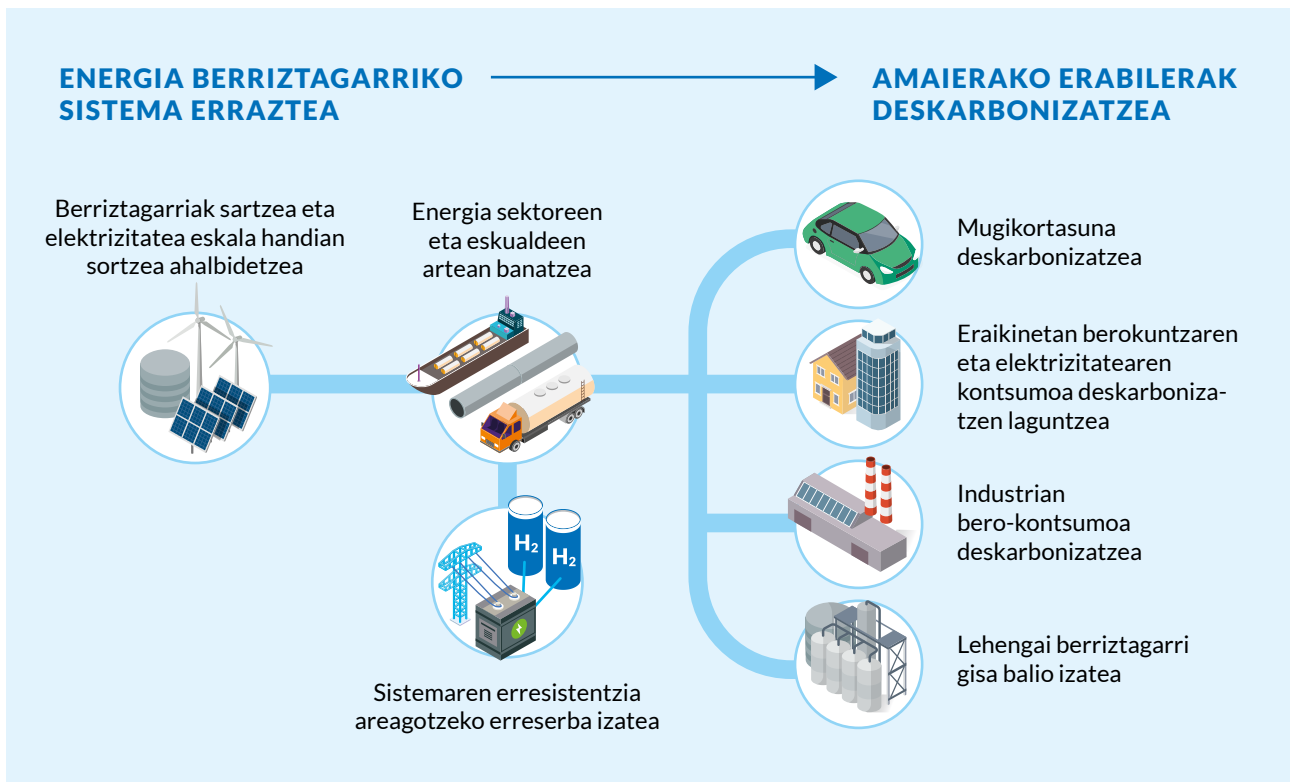 ENERGIA BERRIZTAGARRIKO
SISTEMA ERRAZTEA
AMAIERAKO ERABILERAK
DESKARBONIZATZEA
Berriztagarriak sartzea eta
elektrizitatea eskala handian
sortzea ahalbidetzea
Energia sektoreen
eta eskualdeen
artean banatzea
Mugikortasuna
deskarbonizatzea
Eraikinetan berokuntzaren
eta elektrizitatearen
kontsumoa deskarboniza-
tzen laguntzea
Industrian
bero-kontsumoa
deskarbonizatzea
H₂
H₂
Lehengai berriztagarri
gisa balio izatea
Sistemaren erresistentzia
areagotzeko erreserba izatea